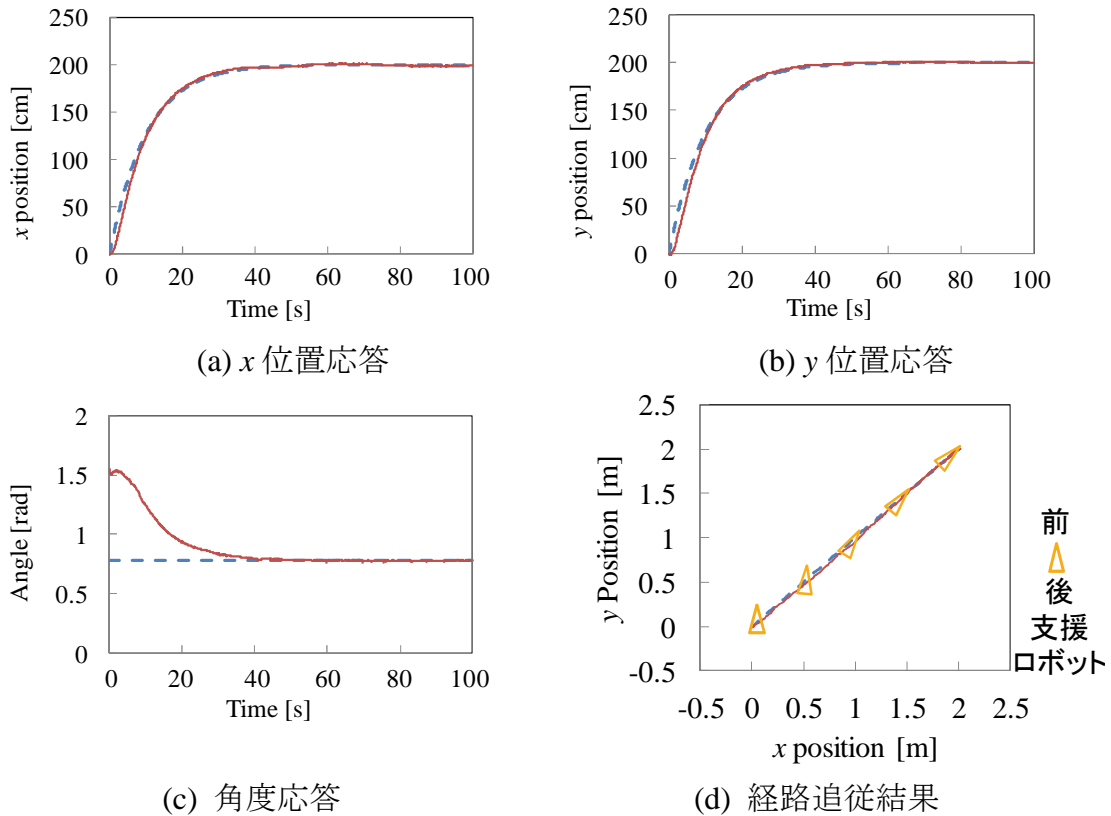 250
200
150
100
50
0
0 20 40 60 80 100
x position [cm]
Time [s]
(a) x 位置応答
250
200
150
100
50
0
0 20 40 60 80 100
y position [cm]
Time [s]
(b) y 位置応答
2
1.5
1
0.5
0
0 20 40 60 80 100
Angle [rad]
Time [s]
(c) 角度応答
2.5
2
1.5
1
0.5
0
-0.5
-0.5 0 0.5 1 1.5 2 2.5
y Position [m]
x position [m]
前
後
支援
ロボット
(d) 経路追従結果